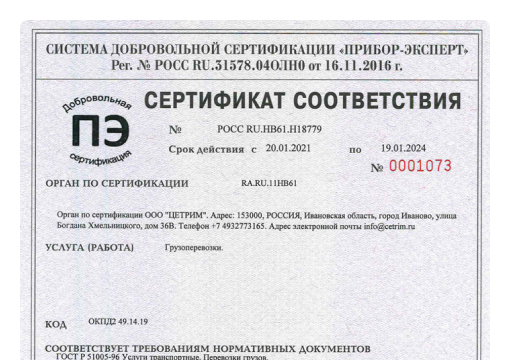 СИСТЕМА ДОБРОВОЛЬНОЙ СЕРТИФИКАЦИИ «ПРИБОР-ЭКСПЕРТ»
Рег. № РОСС RU.31578.04ОЛН0 от 16.11.2016 г.
добровольная
ПЭ
сертификация
СЕРТИФИКАТ СООТВЕТСТВИЯ
№ РОСС RU.НВ61.Н18779
Срок действия с 20.01.2021 по 19.01.2024
№ 0001073
ОРГАН ПО СЕРТИФИКАЦИИ RA.RU.11НВ61
Орган по сертификации ООО "ЦЕТРИМ". Адрес: 153000, РОССИЯ, Ивановская область, город Иваново, улица
Богдана Хмельницкого, дом 36В. Телефон +7 4932773165. Адрес электронной почты info@cetrim.ru
УСЛУГА (РАБОТА) Грузоперевозки.
КОД ОКПД2 49.14.19
СООТВЕТСТВУЕТ ТРЕБОВАНИЯМ НОРМАТИВНЫХ ДОКУМЕНТОВ
ГОСТ Р 51005-96 Услуги транспортные. Перевозки грузов.